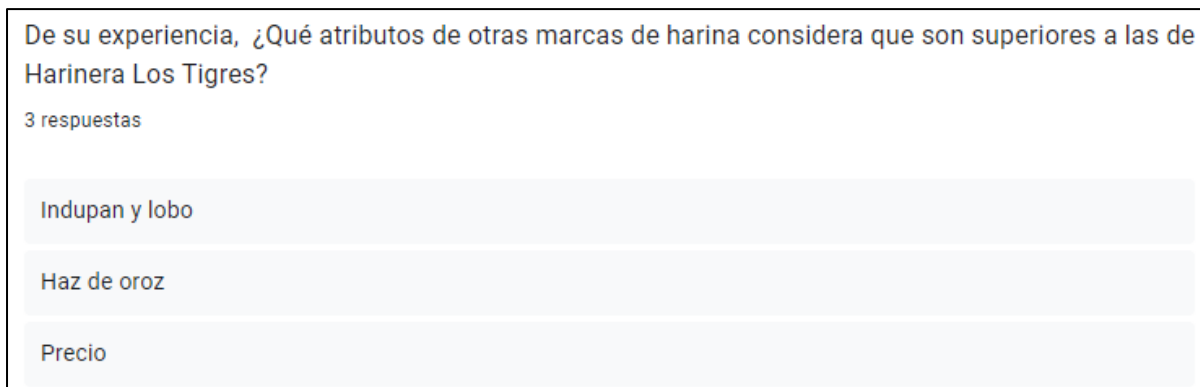 De su experiencia,  ¿Qué atributos de otras marcas de harina considera que son superiores a las de
Harinera Los Tigres?
3 respuestas
Indupan y lobo
Haz de oroz
Precio